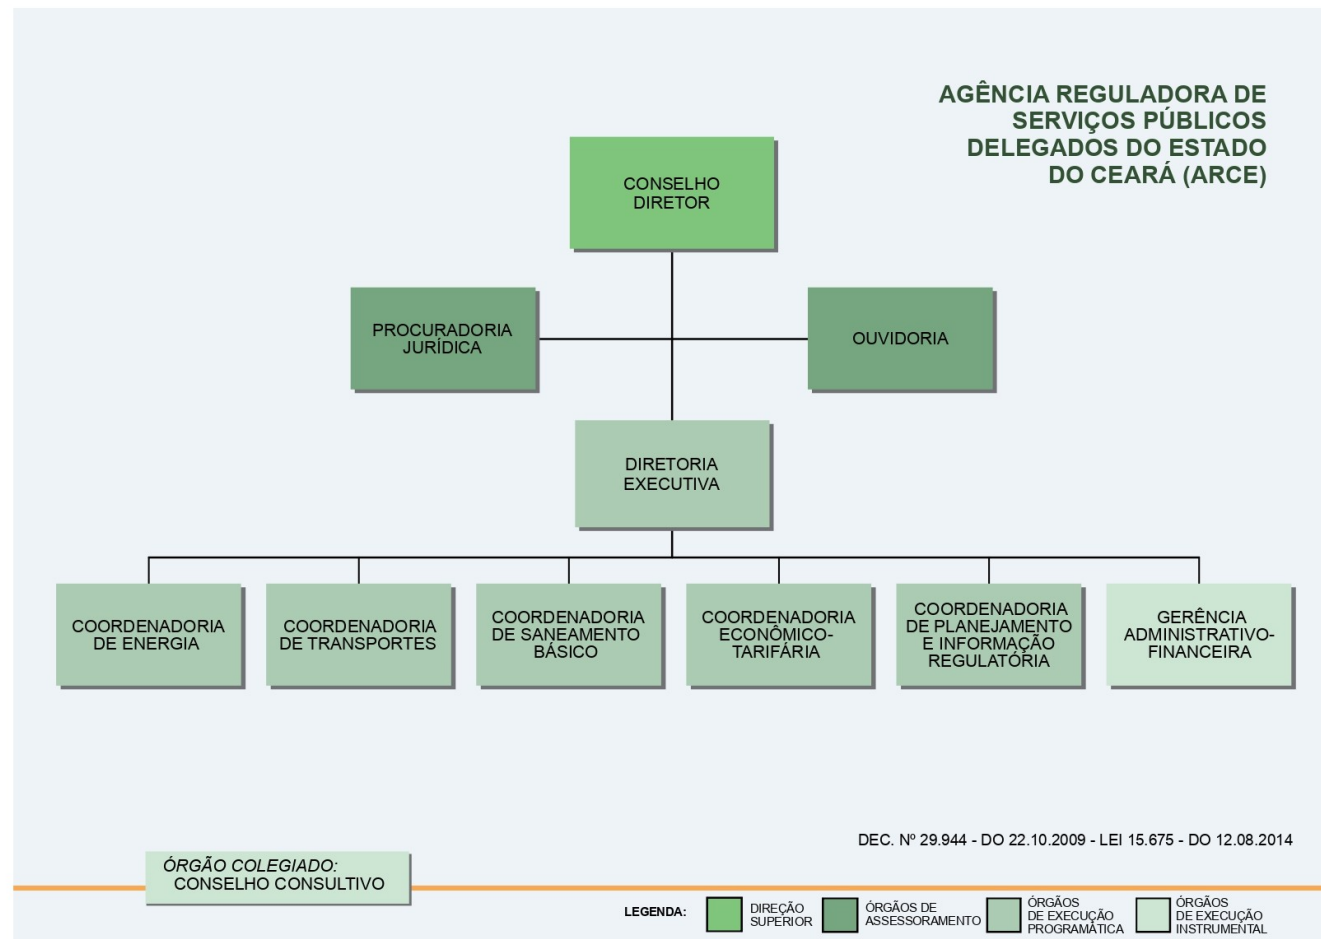 AGÊNCIA REGULADORA DE
SERVIÇOS PÚBLICOS
DELEGADOS DO ESTADO
DO CEARÁ (ARCE)
CONSELHO
DIRETOR
PROCURADORIA
JURÍDICA
OUVIDORIA
DIRETORIA
EXECUTIVA
COORDENADORIA
DE ENERGIA
COORDENADORIA
DE TRANSPORTES
COORDENADORIA
DE SANEAMENTO
BÁSICO
COORDENADORIA
ECONÔMICO-
TARIFÁRIA
COORDENADORIA
DE PLANEJAMENTO
E INFORMAÇÃO
REGULATÓRIA
GERÊNCIA
ADMINISTRATIVO-
FINANCEIRA
DEC. Nº 29.944 - DO 22.10.2009 - LEI 15.675 - DO 12.08.2014
ÓRGÃO COLEGIADO:
CONSELHO CONSULTIVO
LEGENDA:
DIREÇÃO
SUPERIOR
ÓRGÃOS DE
ASSESSORAMENTO
ÓRGÃOS
DE EXECUÇÃO
PROGRAMÁTICA
ÓRGÃOS
DE EXECUÇÃO
INSTRUMENTAL